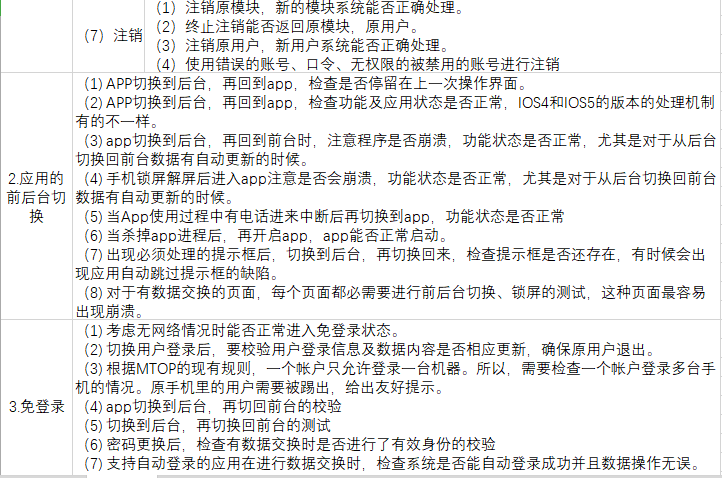 （7）注销
（1）注销原模块，新的模块系统能否正确处理。
（2）终止注销能否返回原模块，原用户。
（3）注销原用户，新用户系统能否正确处理。
（4）使用错误的账号、口令、无权限的被禁用的账号进行注销
2.应用的
前后台切
换
（1) APP切换到后台，再回到app，检查是否停留在上一次操作界面。
（2) APP切换到后台，再回到app，检查功能及应用状态是否正常，IOS4和IOS5的版本的处理机制
有的不一样。
（3) app切换到后台，再回到前台时，注意程序是否崩溃，功能状态是否正常，尤其是对于从后台
切换回前台数据有自动更新的时候。
（4) 手机锁屏解屏后进入app注意是否会崩溃，功能状态是否正常，尤其是对于从后台切换回前台
数据有自动更新的时候。
（5) 当App使用过程中有电话进来中断后再切换到app，功能状态是否正常
（6) 当杀掉app进程后，再开启app，app能否正常启动。
（7) 出现必须处理的提示框后，切换到后台，再切换回来，检查提示框是否还存在，有时候会出
现应用自动跳过提示框的缺陷。
（8) 对于有数据交换的页面，每个页面都必需要进行前后台切换、锁屏的测试，这种页面最容易
出现崩溃。
3.免登录
（1) 考虑无网络情况时能否正常进入免登录状态。
（2) 切换用户登录后，要校验用户登录信息及数据内容是否相应更新，确保原用户退出。
（3) 根据MTOP的现有规则，一个帐户只允许登录一台机器。所以，需要检查一个帐户登录多台手
机的情况。原手机里的用户需要被踢出，给出友好提示。
（4) app切换到后台，再切回前台的校验
（5) 切换到后台，再切换回前台的测试
（6) 密码更换后，检查有数据交换时是否进行了有效身份的校验
（7) 支持自动登录的应用在进行数据交换时，检查系统是否能自动登录成功并且数据操作无误。